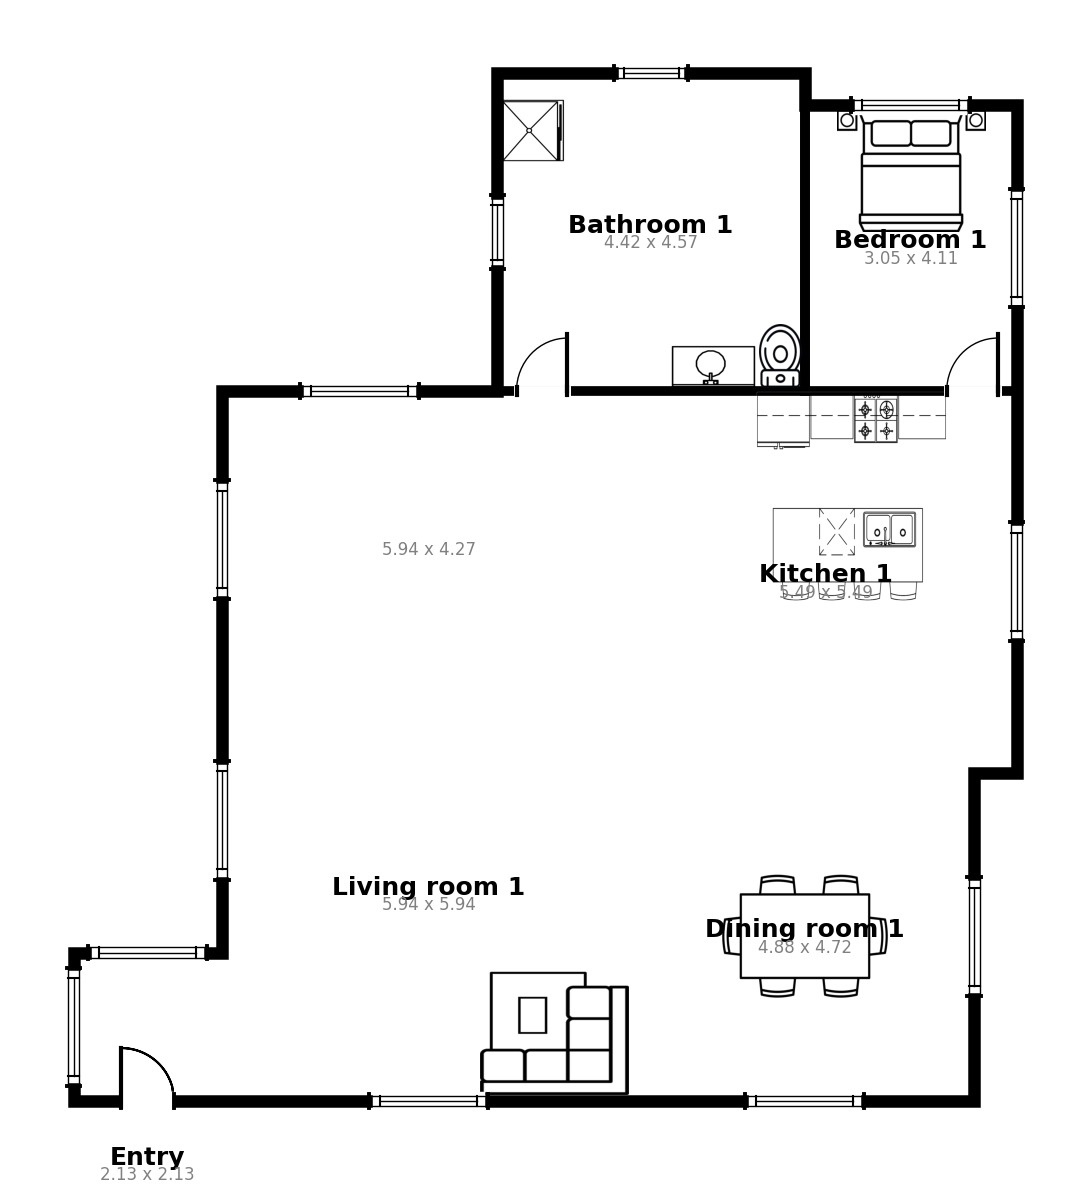 Bathroom 1
4.42 x 4.57
Bedroom 1
3.05 x 4.11
5.94 x 4.27
Kitchen 1
5.49 x 5.49
Living room 1
5.94 x 5.94
Dining room 1
4.88 x 4.72
Entry
2.13 x 2.13